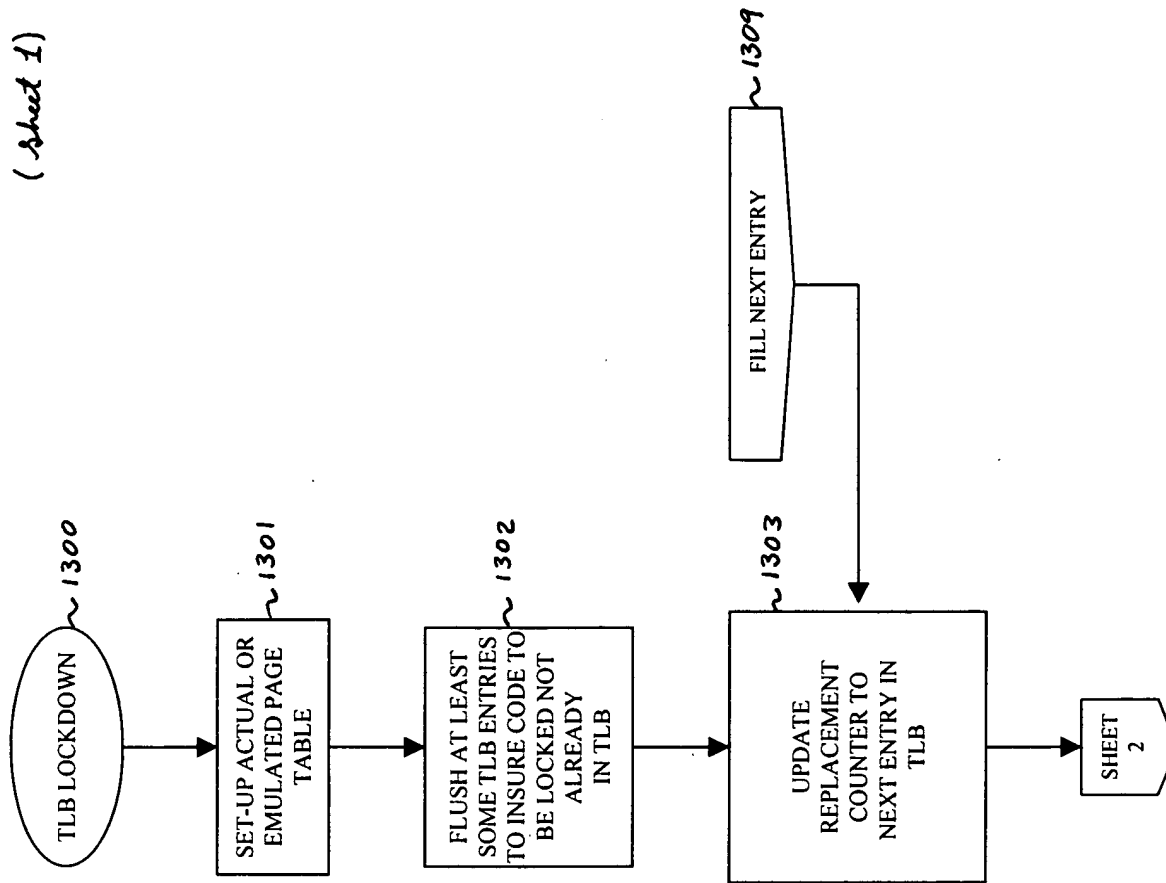 (Sheet 1)
TLB LOCKDOWN
1300
SET-UP ACTUAL OR
EMULATED PAGE
TABLE
1301
FLUSH AT LEAST
SOME TLB ENTRIES
TO INSURE CODE TO
BE LOCKED NOT
ALREADY
IN TLB
1302
UPDATE
REPLACEMENT
COUNTER TO
NEXT ENTRY IN
TLB
1303
FILL NEXT ENTRY
1309
SHEET
2